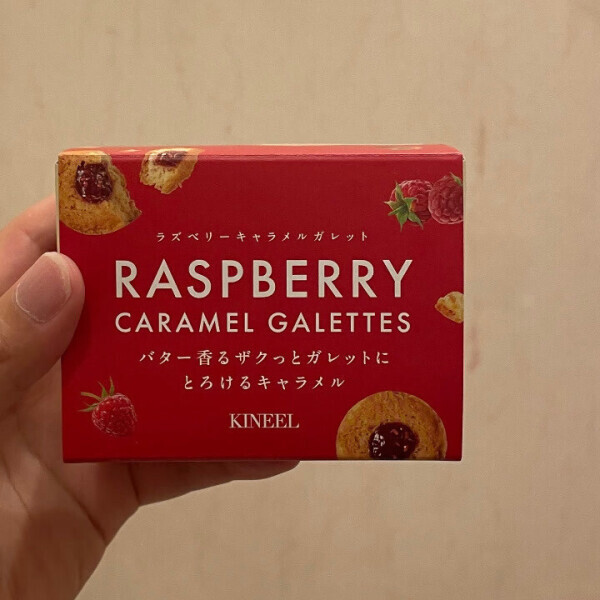 ラズベリーキャラメルガレット
RASPBERRY
CARAMEL GALETTES
バター香るザクっとガレットに
とろけるキャラメル
KINEEL